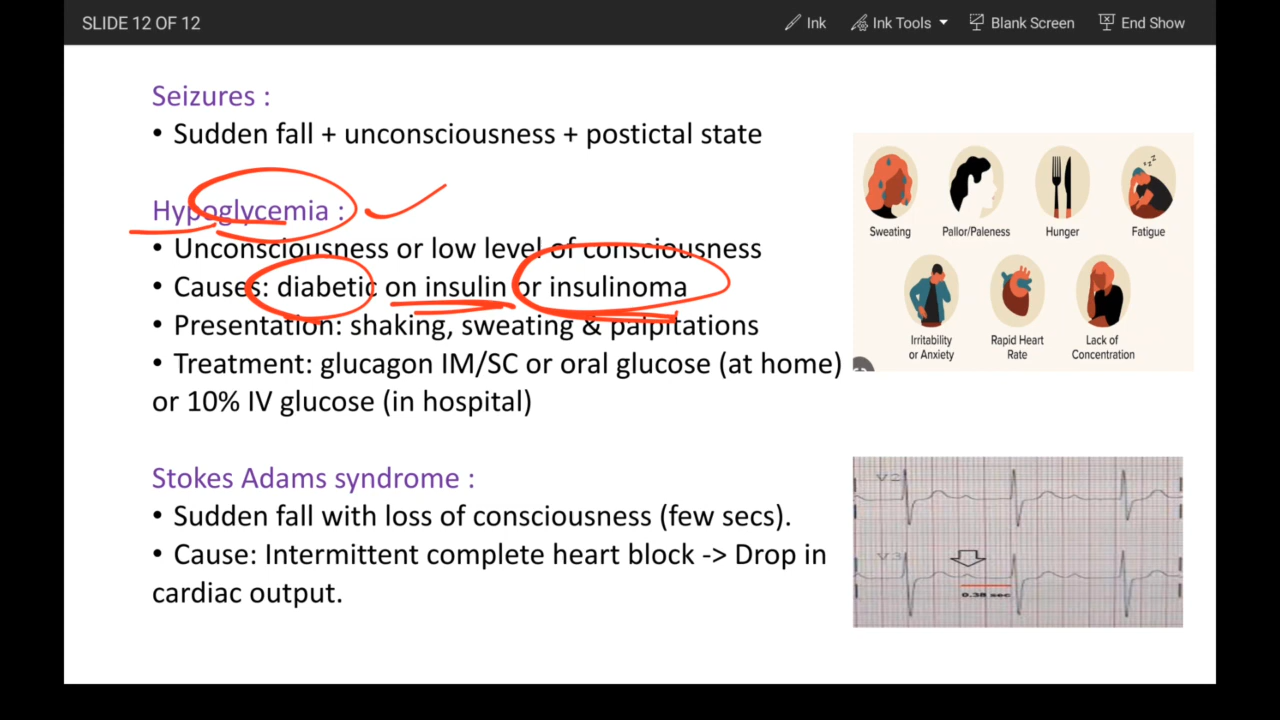 SLIDE 12 OF 12
Ink
Ink Tools
Blank Screen
End Show
Seizures :
• Sudden fall + unconsciousness + postictal state
Hypoglycemia :
• Unconsciousness or low level of consciousness
• Causes: diabetic on insulin or insulinoma
• Presentation: shaking, sweating & palpitations
• Treatment: glucagon IM/SC or oral glucose (at home)
or 10% IV glucose (in hospital)
Stokes Adams syndrome :
• Sudden fall with loss of consciousness (few secs).
• Cause: Intermittent complete heart block -> Drop in
cardiac output.
Sweating
Pallor/Paleness
Hunger
Fatigue
Irritability
or Anxiety
Rapid Heart
Rate
Lack of
Concentration
V2
V3
0.38 sec